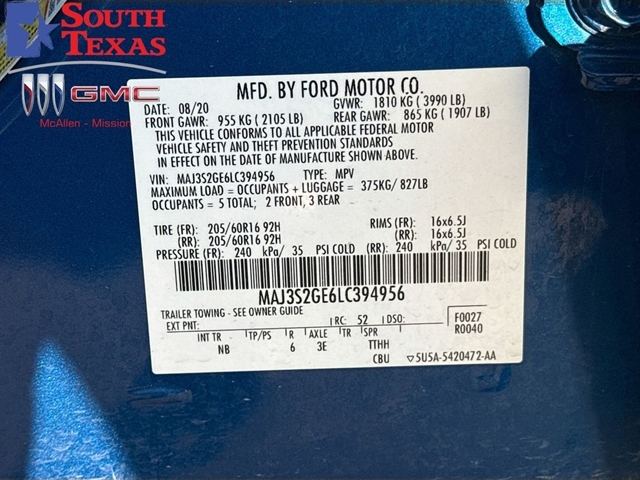 SOUTH
TEXAS
GMC
McAllen - Mission
MFD. BY FORD MOTOR CO.
DATE: 08/20 GVWR: 1810 KG ( 3990 LB)
FRONT GAWR: 955 KG ( 2105 LB) REAR GAWR: 865 KG ( 1907 LB)
THIS VEHICLE CONFORMS TO ALL APPLICABLE FEDERAL MOTOR
VEHICLE SAFETY AND THEFT PREVENTION STANDARDS
IN EFFECT ON THE DATE OF MANUFACTURE SHOWN ABOVE.
VIN: MAJ3S2GE6LC394956 TYPE: MPV
MAXIMUM LOAD = OCCUPANTS + LUGGAGE = 375KG/ 827LB
OCCUPANTS = 5 TOTAL; 2 FRONT, 3 REAR
TIRE (FR): 205/60R16 92H RIMS (FR): 16x6.5J
(RR): 205/60R16 92H (RR): 16x6.5J
PRESSURE (FR): 240 kPa/ 35 PSI COLD (RR): 240 kPa/ 35 PSI COLD
MAJ3S2GE6LC394956
TRAILER TOWING - SEE OWNER GUIDE
EXT PNT: RC: 52 DSO: F0027
R0040
INT TR TP/PS R AXLE TR SPR
NB 6 3E TTHH
CBU 5U5A-5420472-AA